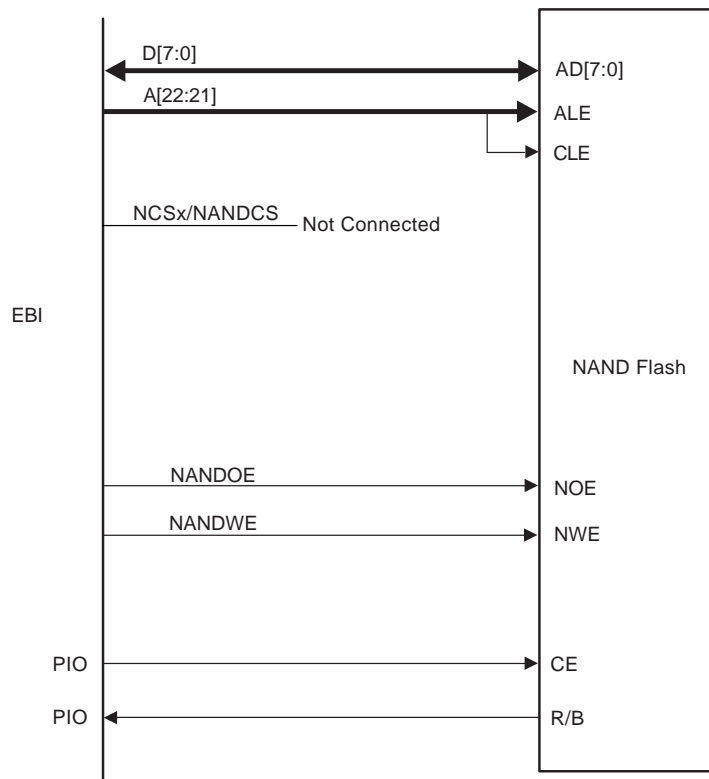 D[7:0]
AD[7:0]
A[22:21]
ALE
CLE
NCSx/NANDCS
Not Connected
EBI
NAND Flash
NANDOE
NOE
NANDWE
NWE
PIO
CE
PIO
R/B